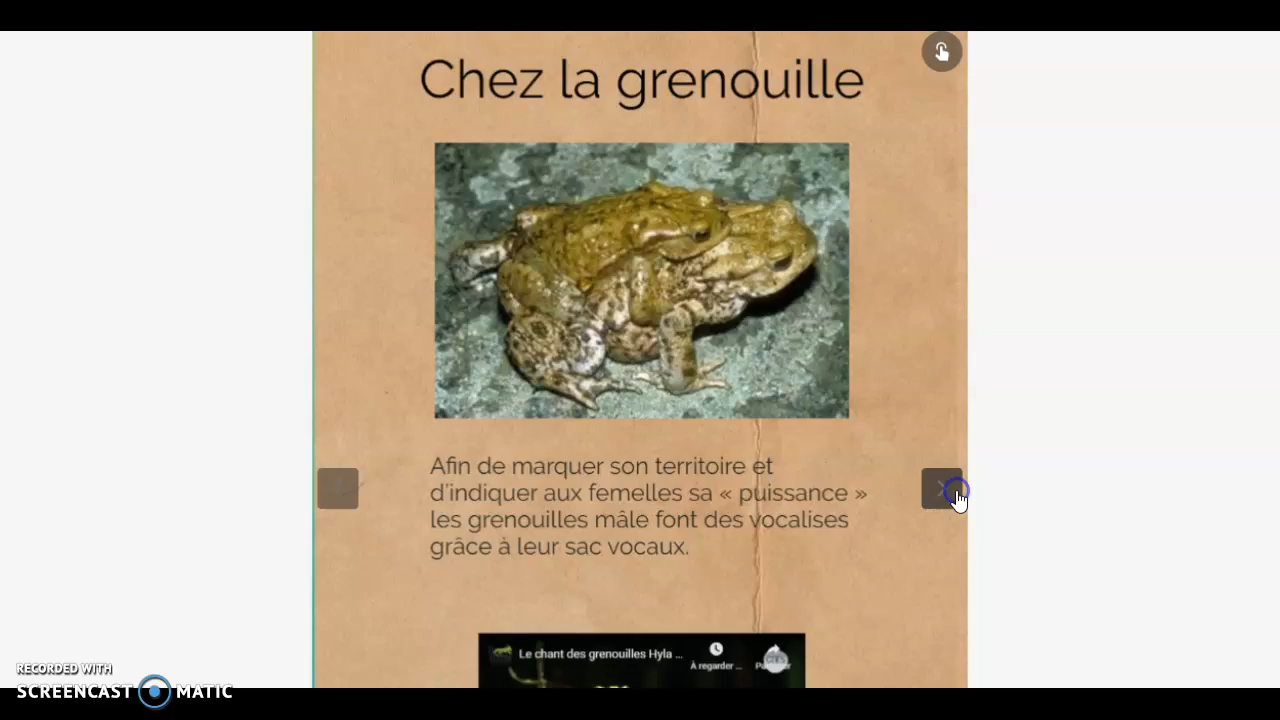 Chez la grenouille
Afin de marquer son territoire et
d'indiquer aux femelles sa « puissance »
les grenouilles mâle font des vocalises
grâce à leur sac vocaux.
Le chant des grenouilles Hyla ...
À regarder ...
RECORDED WITH
SCREENCAST MATIC